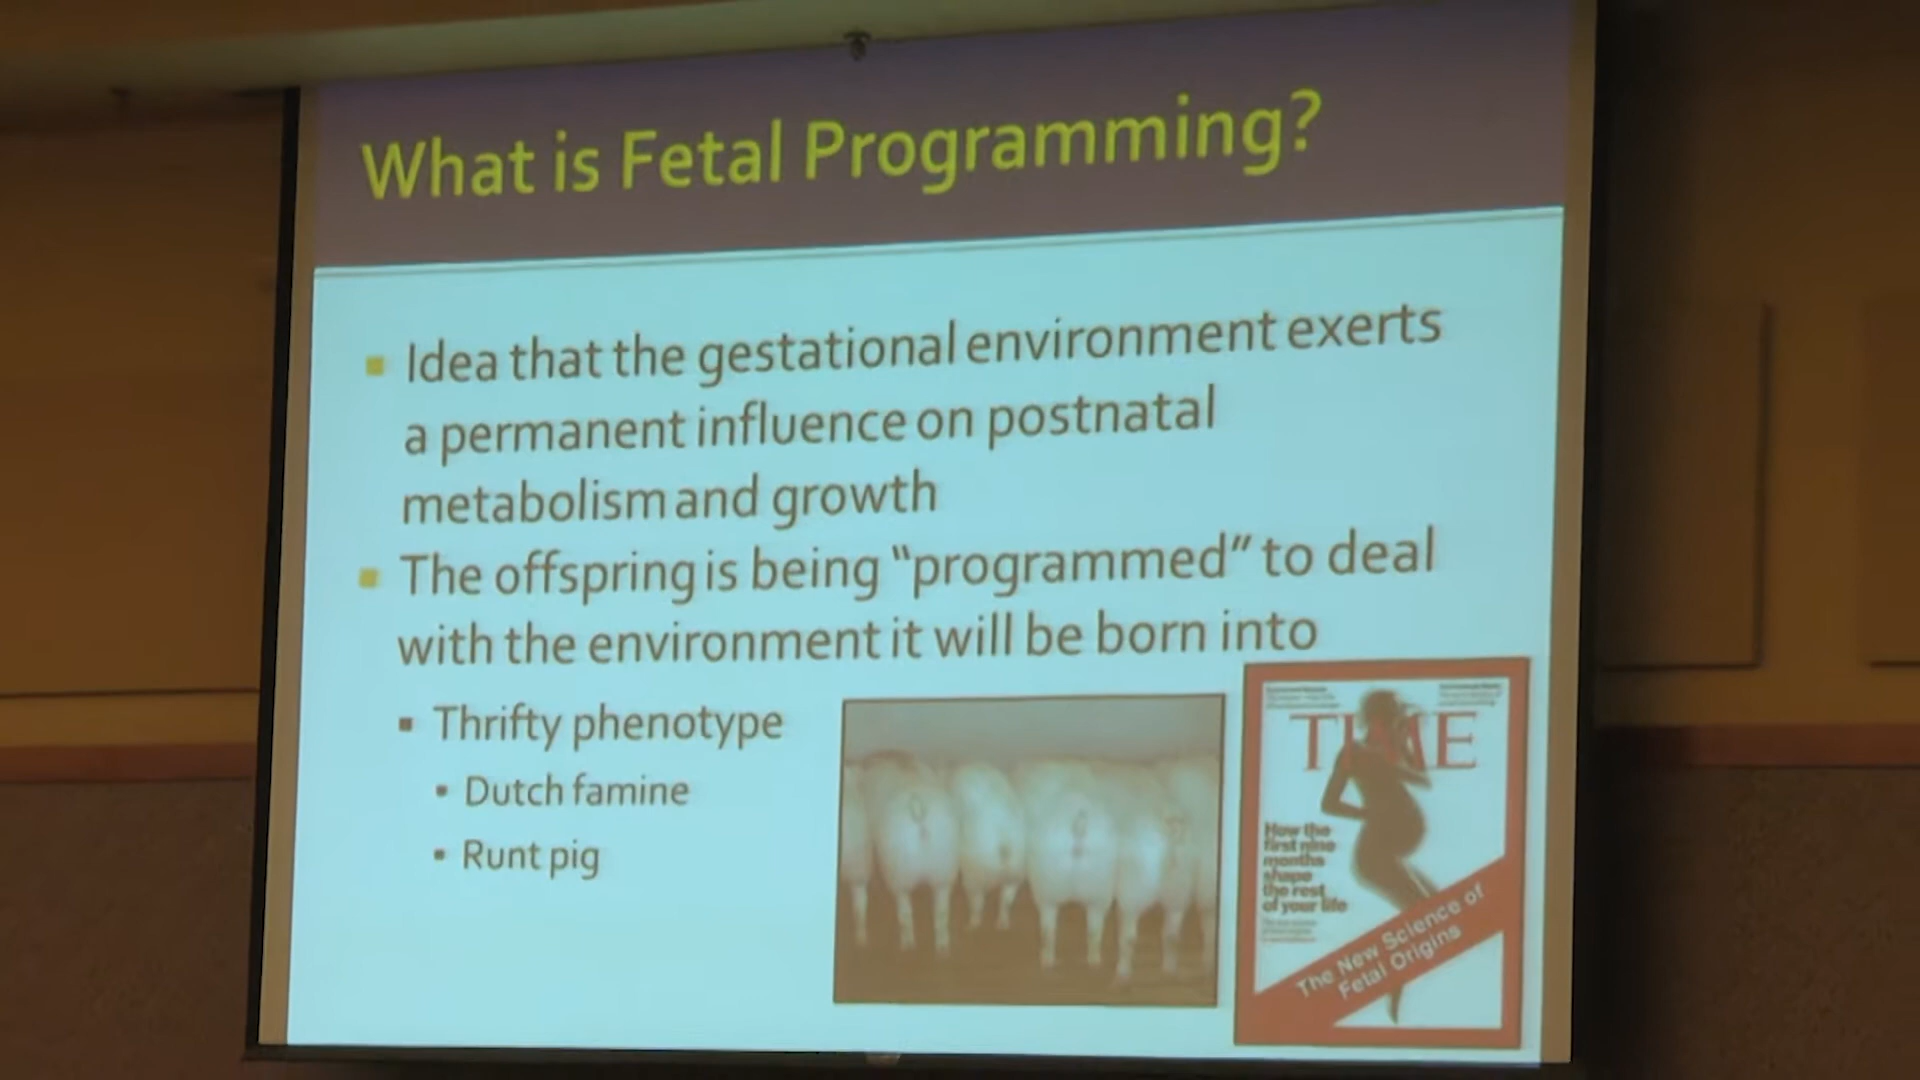 What is Fetal Programming?
Idea that the gestational environment exerts
a permanent influence on postnatal
metabolism and growth
The offspring is being "programmed" to deal
with the environment it will be born into
Thrifty phenotype
Dutch famine
Runt pig
TIME
How the
first nine
months
shape
the rest
of your life
The New Science of
Fetal Origins